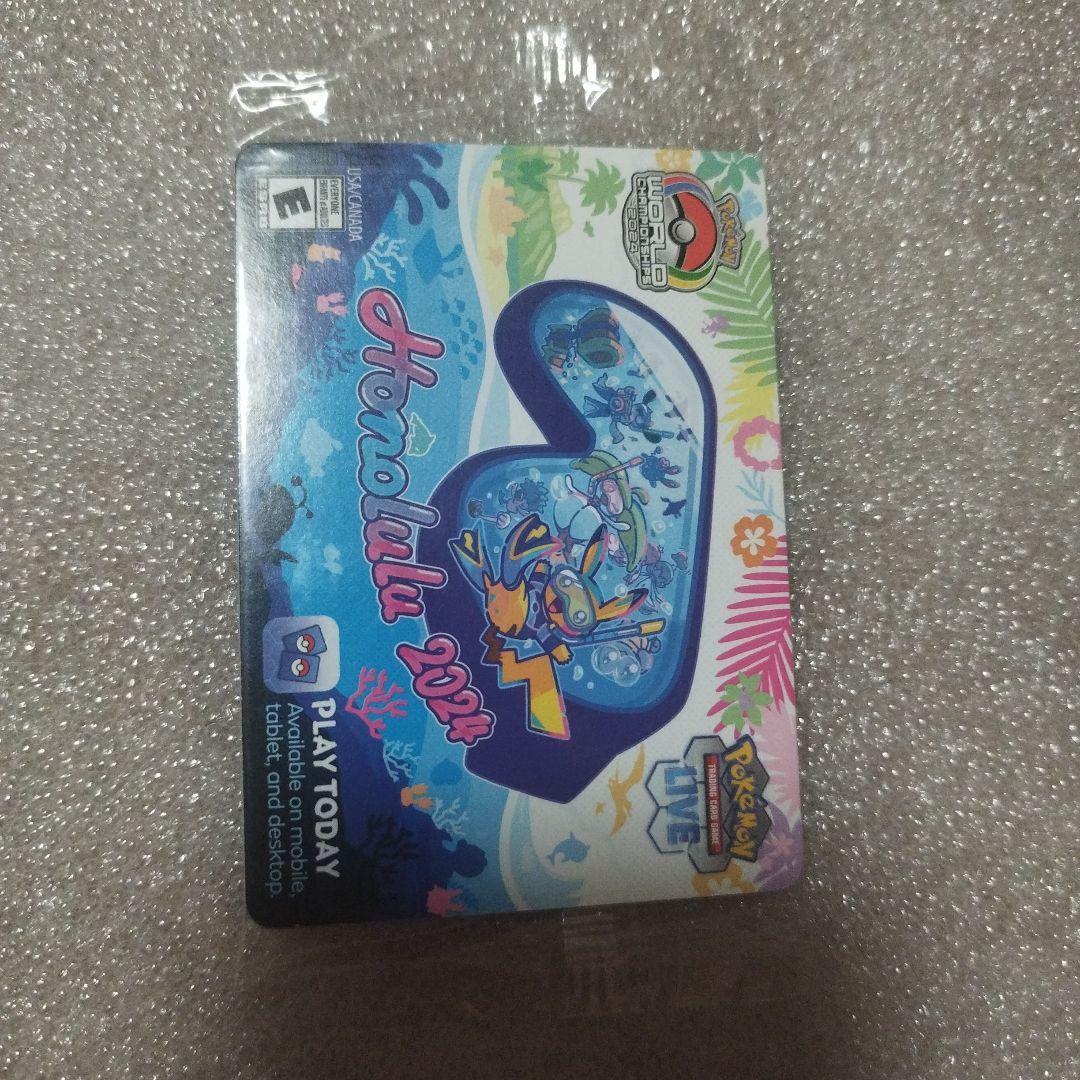 Pokémon
WORLD
CHAMPIONSHIPS
2024
Pokémon
TRADING CARD GAME
LIVE
Honolulu 2024
USA/CANADA
EVERYONE
E
PLAY TODAY
Available on mobile,
tablet, and desktop.